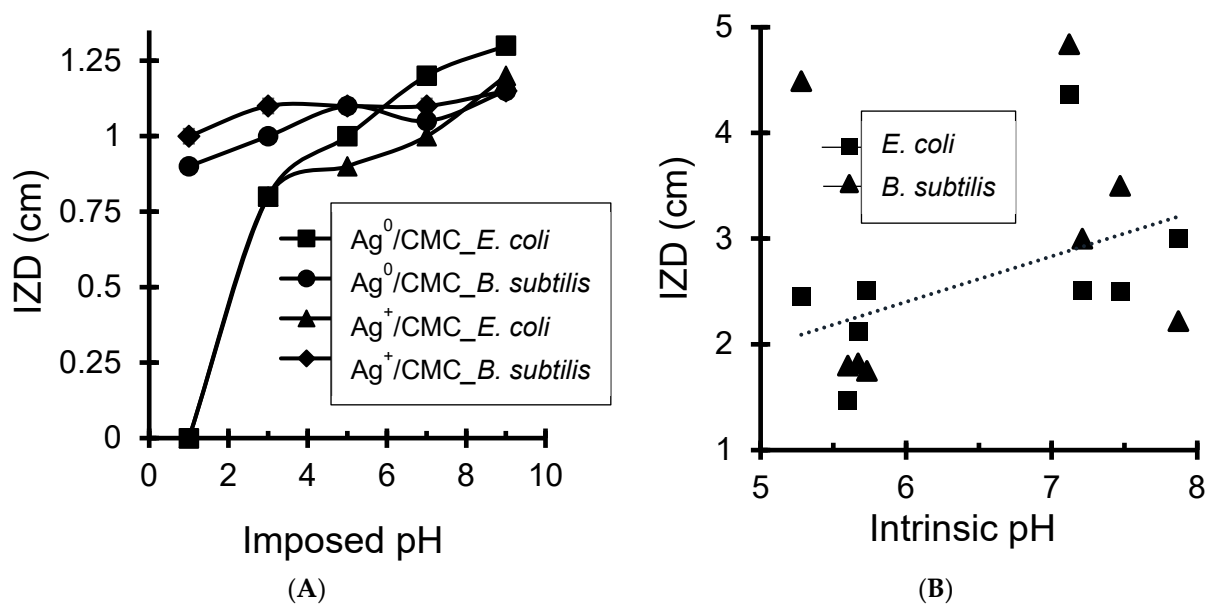 IZD (cm)
1.25
1
0.75
0.5
0.25
0
0 2 4 6 8 10
Imposed pH
Ag⁰/CMC_E. coli
Ag⁰/CMC_B. subtilis
Ag⁺/CMC_E. coli
Ag⁺/CMC_B. subtilis
(A)
IZD (cm)
5
4
3
2
1
5 6 7 8
Intrinsic pH
E. coli
B. subtilis
(B)